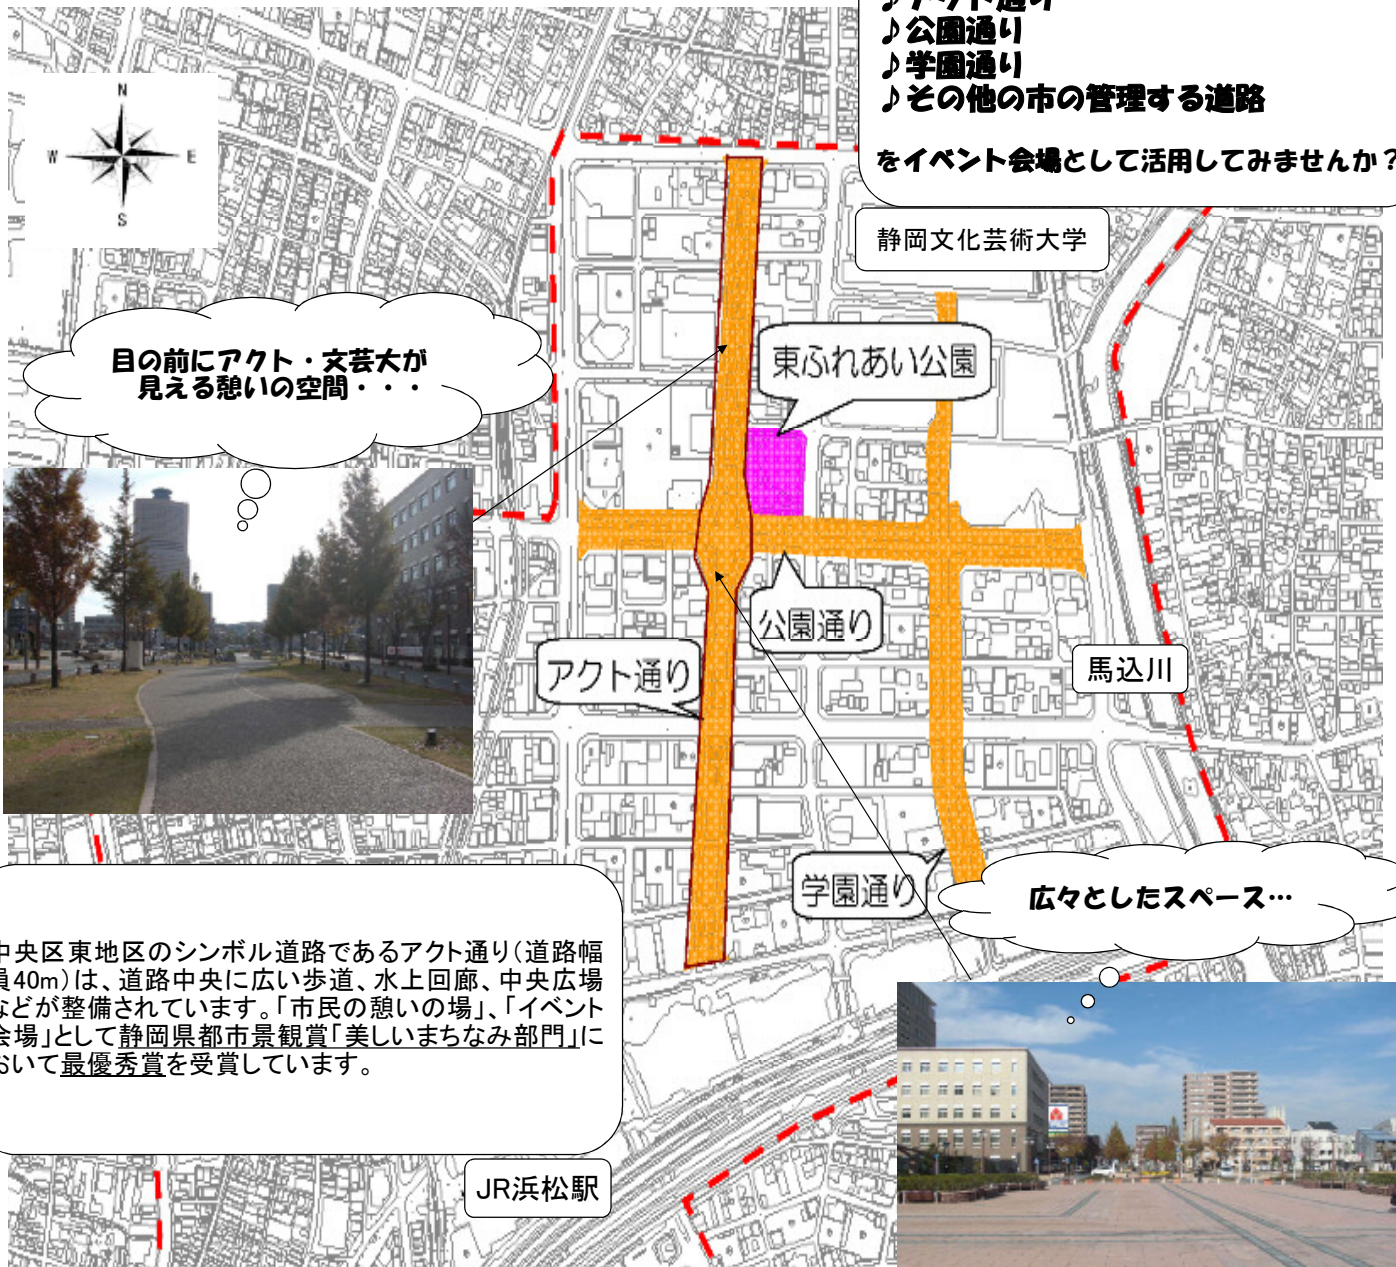 ♪アクト通り
♪公園通り
♪学園通り
♪その他の市の管理する道路
をイベント会場として活用してみませんか？
N
W
E
S
静岡文化芸術大学
目の前にアクト・文芸大が
見える憩いの空間・・・
東ふれあい公園
公園通り
アクト通り
馬込川
学園通り
広々としたスペース…
中央区東地区のシンボル道路であるアクト通り（道路幅
員40m）は、道路中央に広い歩道、水上回廊、中央広場
などが整備されています。「市民の憩いの場」、「イベント
会場」として静岡県都市景観賞「美しいまちなみ部門」に
おいて最優秀賞を受賞しています。
JR浜松駅